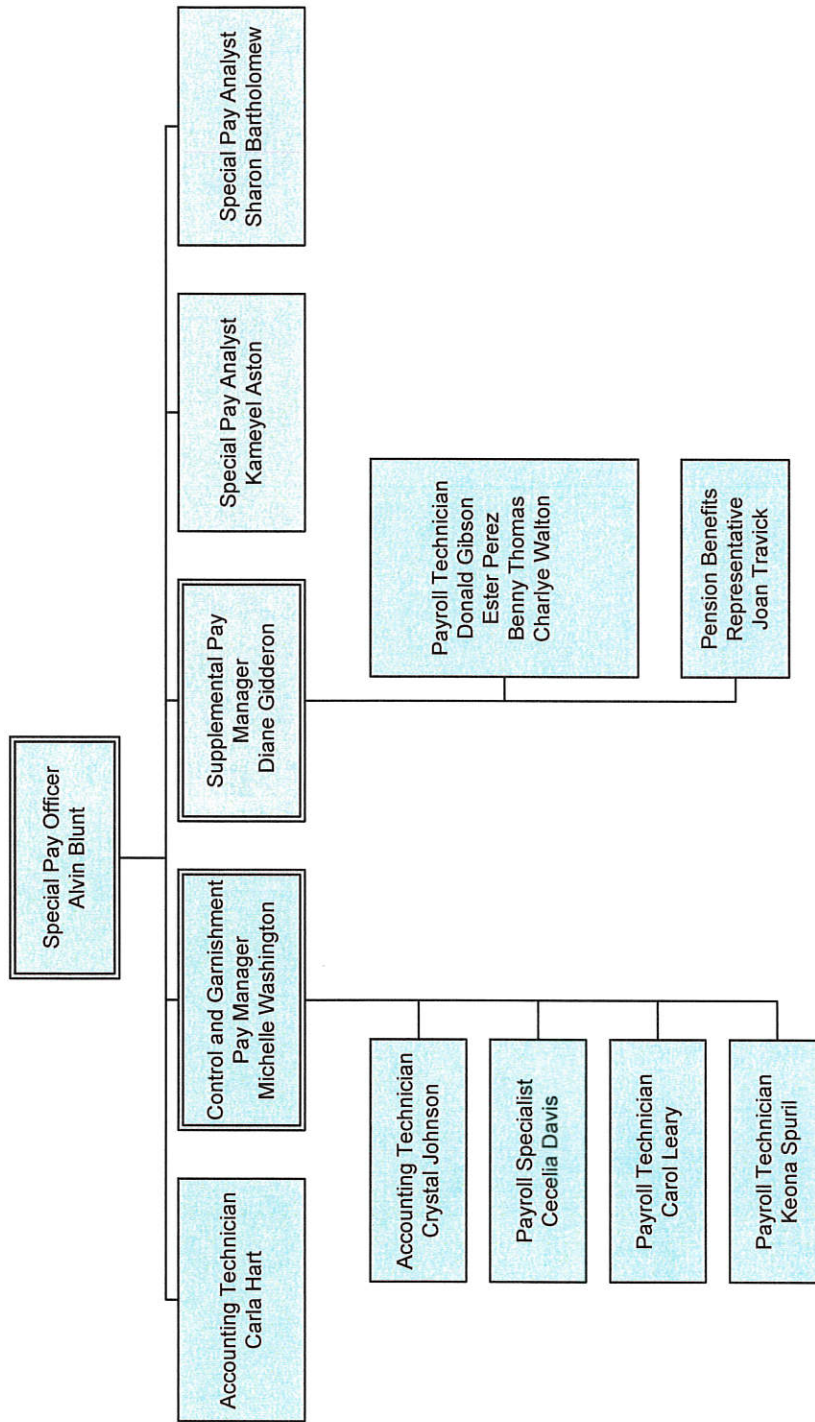 Special Pay Officer
Alvin Blunt
Accounting Technician
Carla Hart
Control and Garnishment
Pay Manager
Michelle Washington
Supplemental Pay
Manager
Diane Gidderon
Special Pay Analyst
Kameyel Aston
Special Pay Analyst
Sharon Bartholomew
Accounting Technician
Crystal Johnson
Payroll Specialist
Cecelia Davis
Payroll Technician
Carol Leary
Payroll Technician
Keona Spuril
Payroll Technician
Donald Gibson
Ester Perez
Benny Thomas
Charlye Walton
Pension Benefits
Representative
Joan Travick